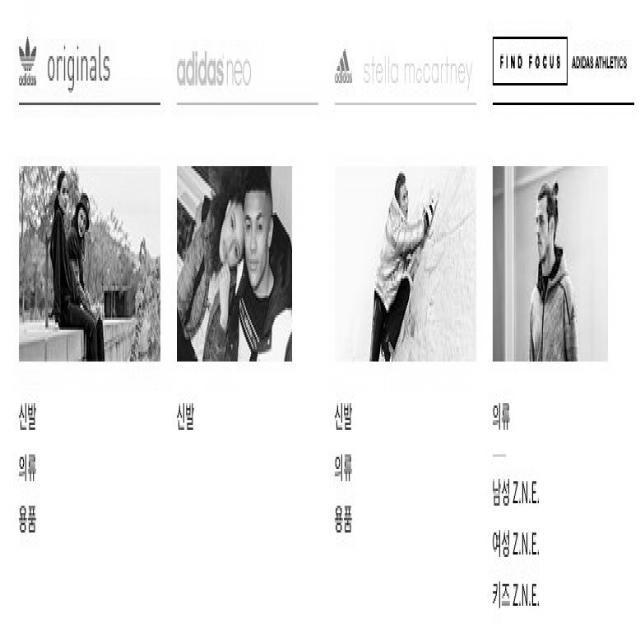 adidas originals
adidas neo
adidas stella mccartney
FIND FOCUS ADIDAS ATHLETICS
신발
의류
용품
신발
신발
의류
용품
의류
남성 Z.N.E.
여성 Z.N.E.
키즈 Z.N.E.